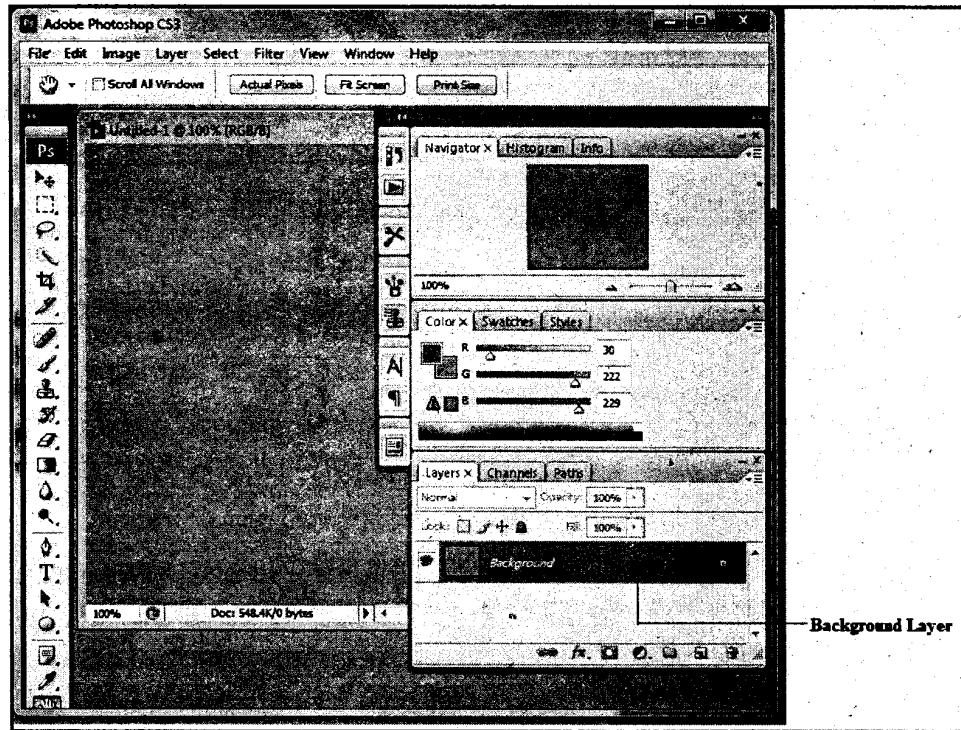 Adobe Photoshop CS3
File Edit Image Layer Select Filter View Window Help
Scroll All Windows Actual Pixels Fit Screen Print Size
Untitled-1 @ 100% (RGB/8)
Ps
Navigator x Histogram Info
100%
Color x Swatches Styles
R 30
G 222
B 229
Layers x Channels Paths
Normal Opacity: 100%
Lock: Fill: 100%
Background
100% Doc: 548.4K/0 bytes
Background Layer